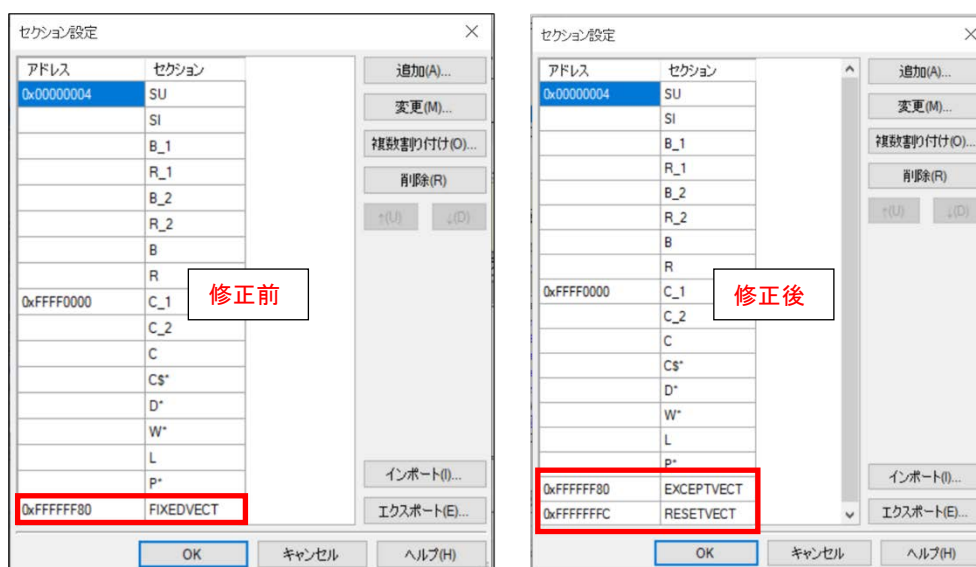 セクション設定
アドレス セクション
0x00000004 SU
SI
B_1
R_1
B_2
R_2
B
R
0xFFFF0000 C_1
C_2
C
C$*
D*
W*
L
P*
0xFFFFFF80 FIXEDVECT
修正前
追加(A)...
変更(M)...
複数割り付け(O)...
削除(R)
↑(U) ↓(D)
インポート(I)...
エクスポート(E)...
OK キャンセル ヘルプ(H)
セクション設定
アドレス セクション
0x00000004 SU
SI
B_1
R_1
B_2
R_2
B
R
0xFFFF0000 C_1
C_2
C
C$*
D*
W*
L
P*
0xFFFFFF80 EXCEPTVECT
0xFFFFFFFC RESETVECT
修正後
追加(A)...
変更(M)...
複数割り付け(O)...
削除(R)
↑(U) ↓(D)
インポート(I)...
エクスポート(E)...
OK キャンセル ヘルプ(H)